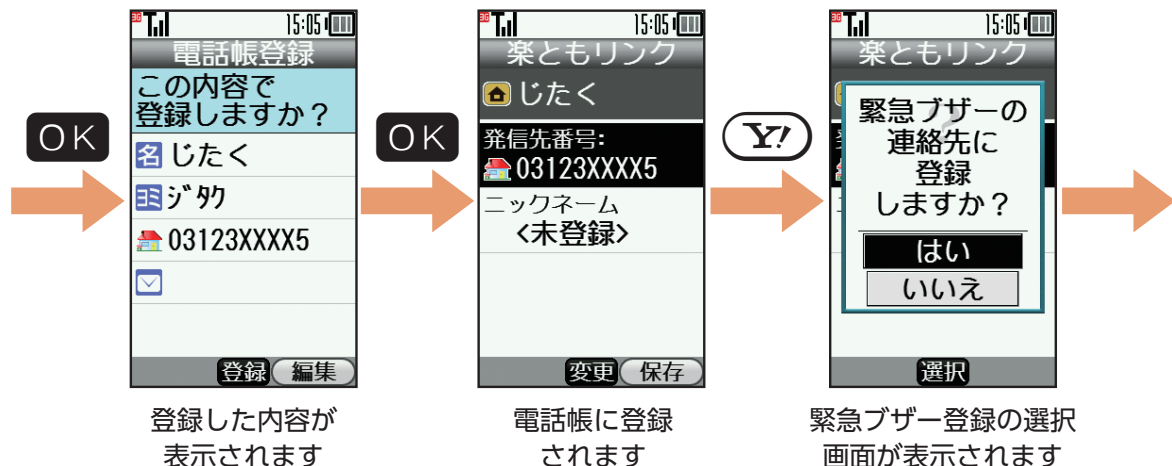 OK
3G 15:05
電話帳登録
この内容で
登録しますか？
名 じたく
ヨミ ジタク
03123XXXX5
登録 編集
登録した内容が
表示されます
OK
3G 15:05
楽ともリンク
じたく
発信先番号:
03123XXXX5
ニックネーム
<未登録>
変更 保存
電話帳に登録
されます
Y!
3G 15:05
楽ともリンク
緊急ブザーの
連絡先に
登録
しますか？
はい
いいえ
選択
緊急ブザー登録の選択
画面が表示されます